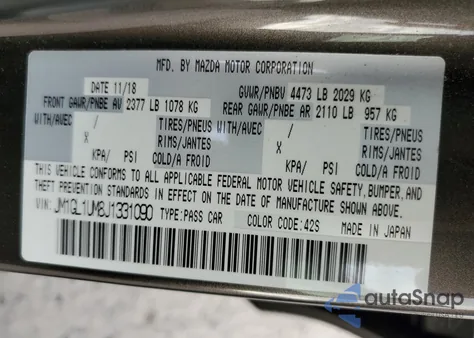 MFD. BY MAZDA MOTOR CORPORATION
DATE 11/18 GVWR/PNBV 4473 LB 2029 KG
FRONT GAWR/PNBE AV 2377 LB 1078 KG REAR GAWR/PNBE AR 2110 LB 957 KG
WITH/AVEC / TIRES/PNEUS WITH/AVEC / TIRES/PNEUS
X RIMS/JANTES X RIMS/JANTES
KPA/ PSI COLD/A FROID KPA/ PSI COLD/A FROID
THIS VEHICLE CONFORMS TO ALL APPLICABLE FEDERAL MOTOR VEHICLE SAFETY, BUMPER, AND
THEFT PREVENTION STANDARDS IN EFFECT ON THE DATE OF MANUFACTURE SHOWN ABOVE.
VIN: JM1GL1UM6J1331090 TYPE: PASS CAR COLOR CODE: 42S MADE IN JAPAN
autoSnap